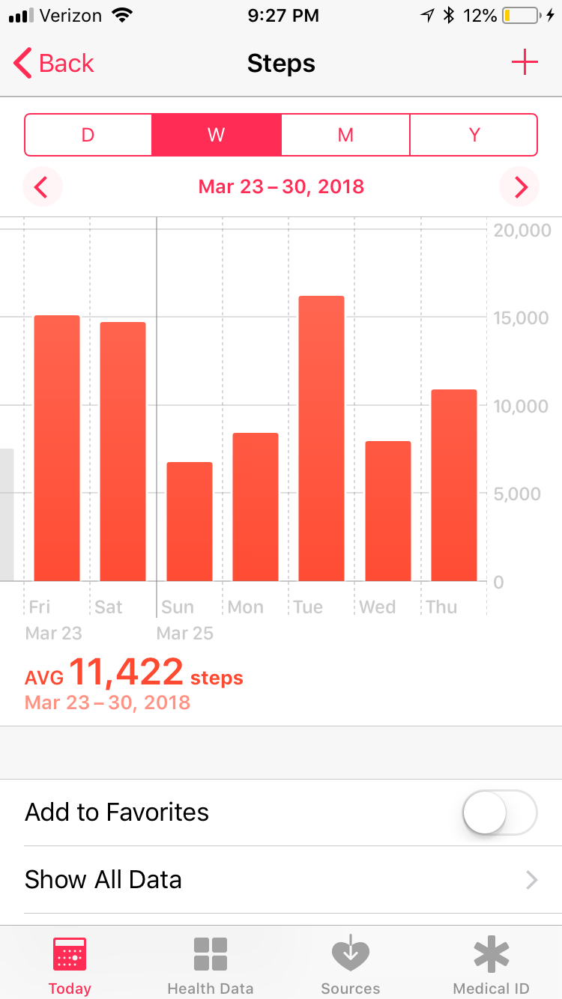 Verizon 9:27 PM 12%
Back Steps
D W M Y
Mar 23 – 30, 2018
20,000
15,000
10,000
5,000
0
Fri Sat Sun Mon Tue Wed Thu
Mar 23 Mar 25
AVG 11,422 steps
Mar 23 – 30, 2018
Add to Favorites
Show All Data
Today Health Data Sources Medical ID